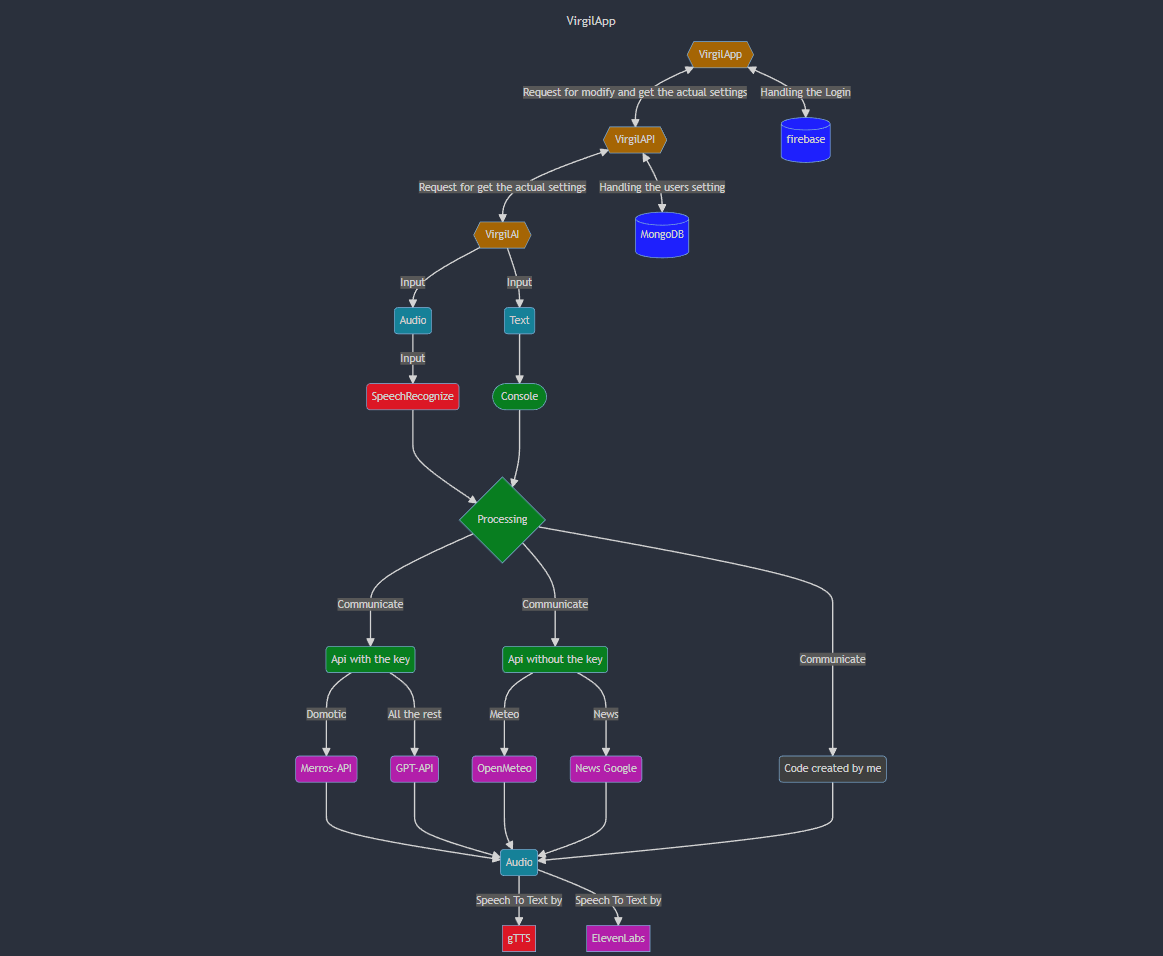 VirgilApp
VirgilApp
Request for modify and get the actual settings
Handling the Login
VirgilAPI
firebase
Request for get the actual settings
Handling the users setting
VirgilAI
MongoDB
Input
Input
Audio
Text
Input
SpeechRecognize
Console
Processing
Communicate
Communicate
Communicate
Api with the key
Api without the key
Domotic
All the rest
Meteo
News
Merros-API
GPT-API
OpenMeteo
News Google
Code created by me
Audio
Speech To Text by
Speech To Text by
gTTS
ElevenLabs